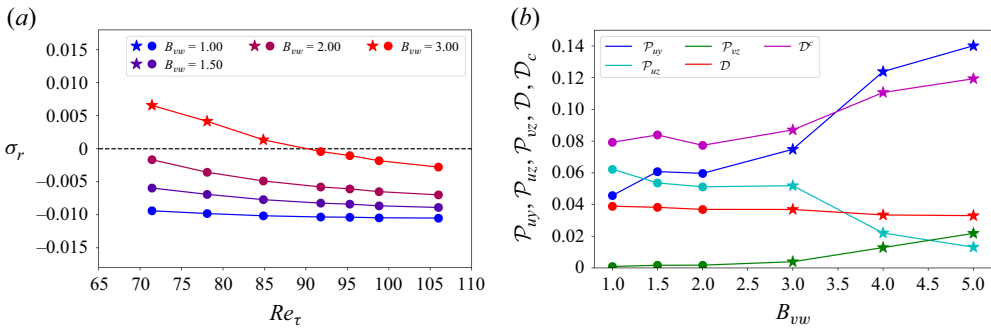 (a)
0.015
0.010
0.005
0
−0.005
−0.010
−0.015
σr
B_vw = 1.00 B_vw = 2.00 B_vw = 3.00
B_vw = 1.50
65 70 75 80 85 90 95 100 105 110
Re_τ
(b)
0.14
0.12
0.10
0.08
0.06
0.04
0.02
0
𝒫_uy, 𝒫_uz, 𝒫_vz, 𝒟, 𝒟_c
𝒫_uy 𝒫_vz 𝒟^c
𝒫_uz 𝒟
1.0 1.5 2.0 2.5 3.0 3.5 4.0 4.5 5.0
B_vw